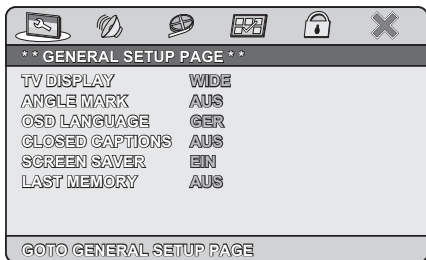 * * GENERAL SETUP PAGE * *
TV DISPLAY WIDE
ANGLE MARK AUS
OSD LANGUAGE GER
CLOSED CAPTIONS AUS
SCREEN SAVER EIN
LAST MEMORY AUS
GOTO GENERAL SETUP PAGE